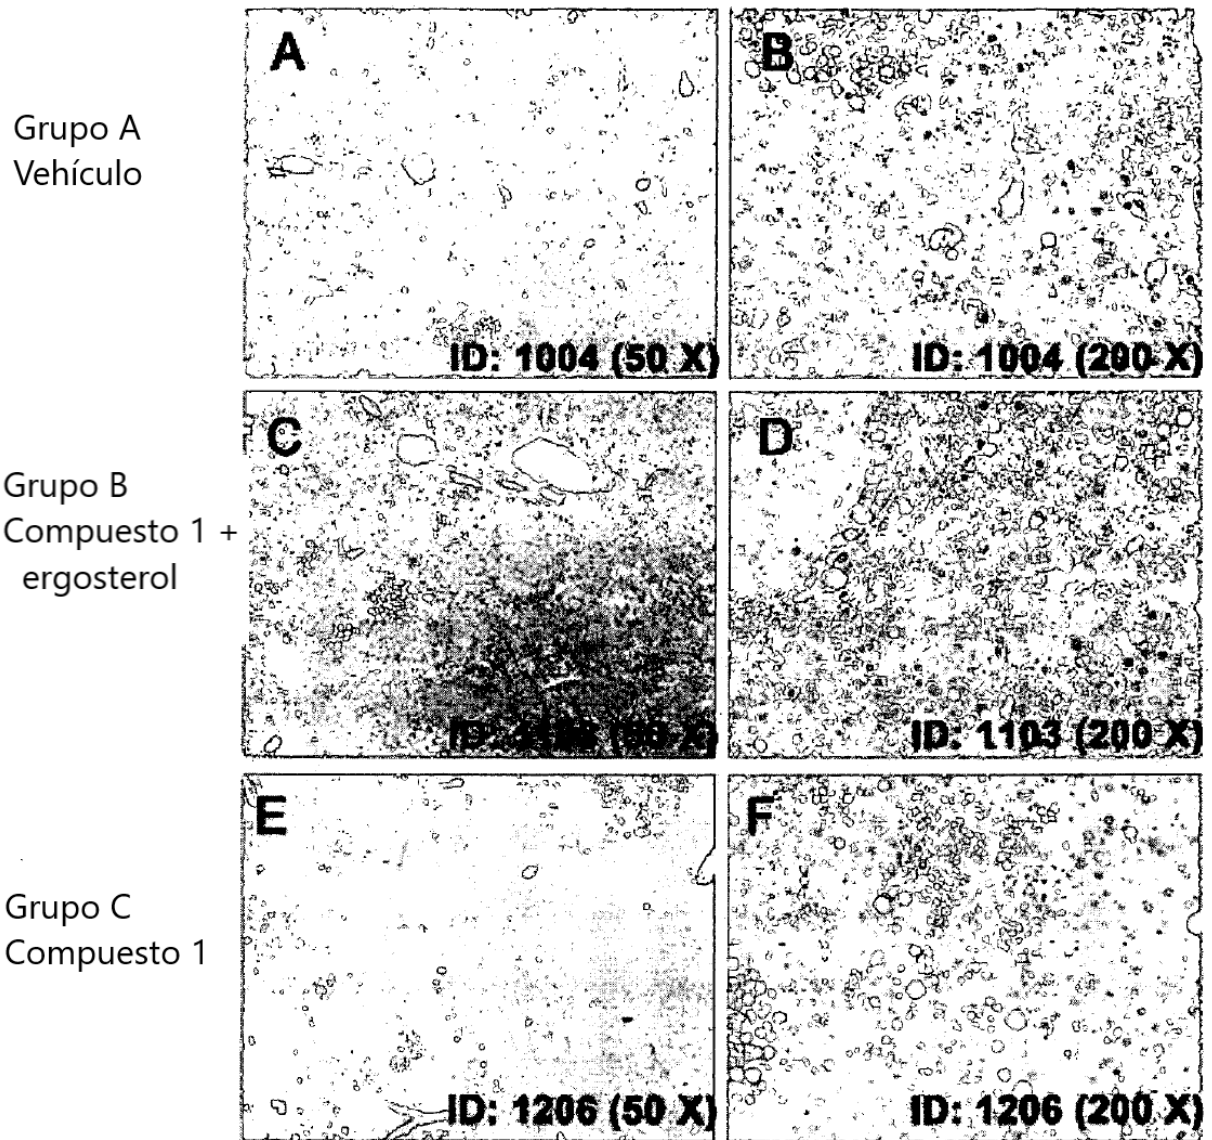 A
B
Grupo A
Vehículo
ID: 1004 (50 X)
ID: 1004 (200 X)
C
D
Grupo B
Compuesto 1 +
ergosterol
ID: 1103 (200 X)
E
F
Grupo C
Compuesto 1
ID: 1206 (50 X)
ID: 1206 (200 X)